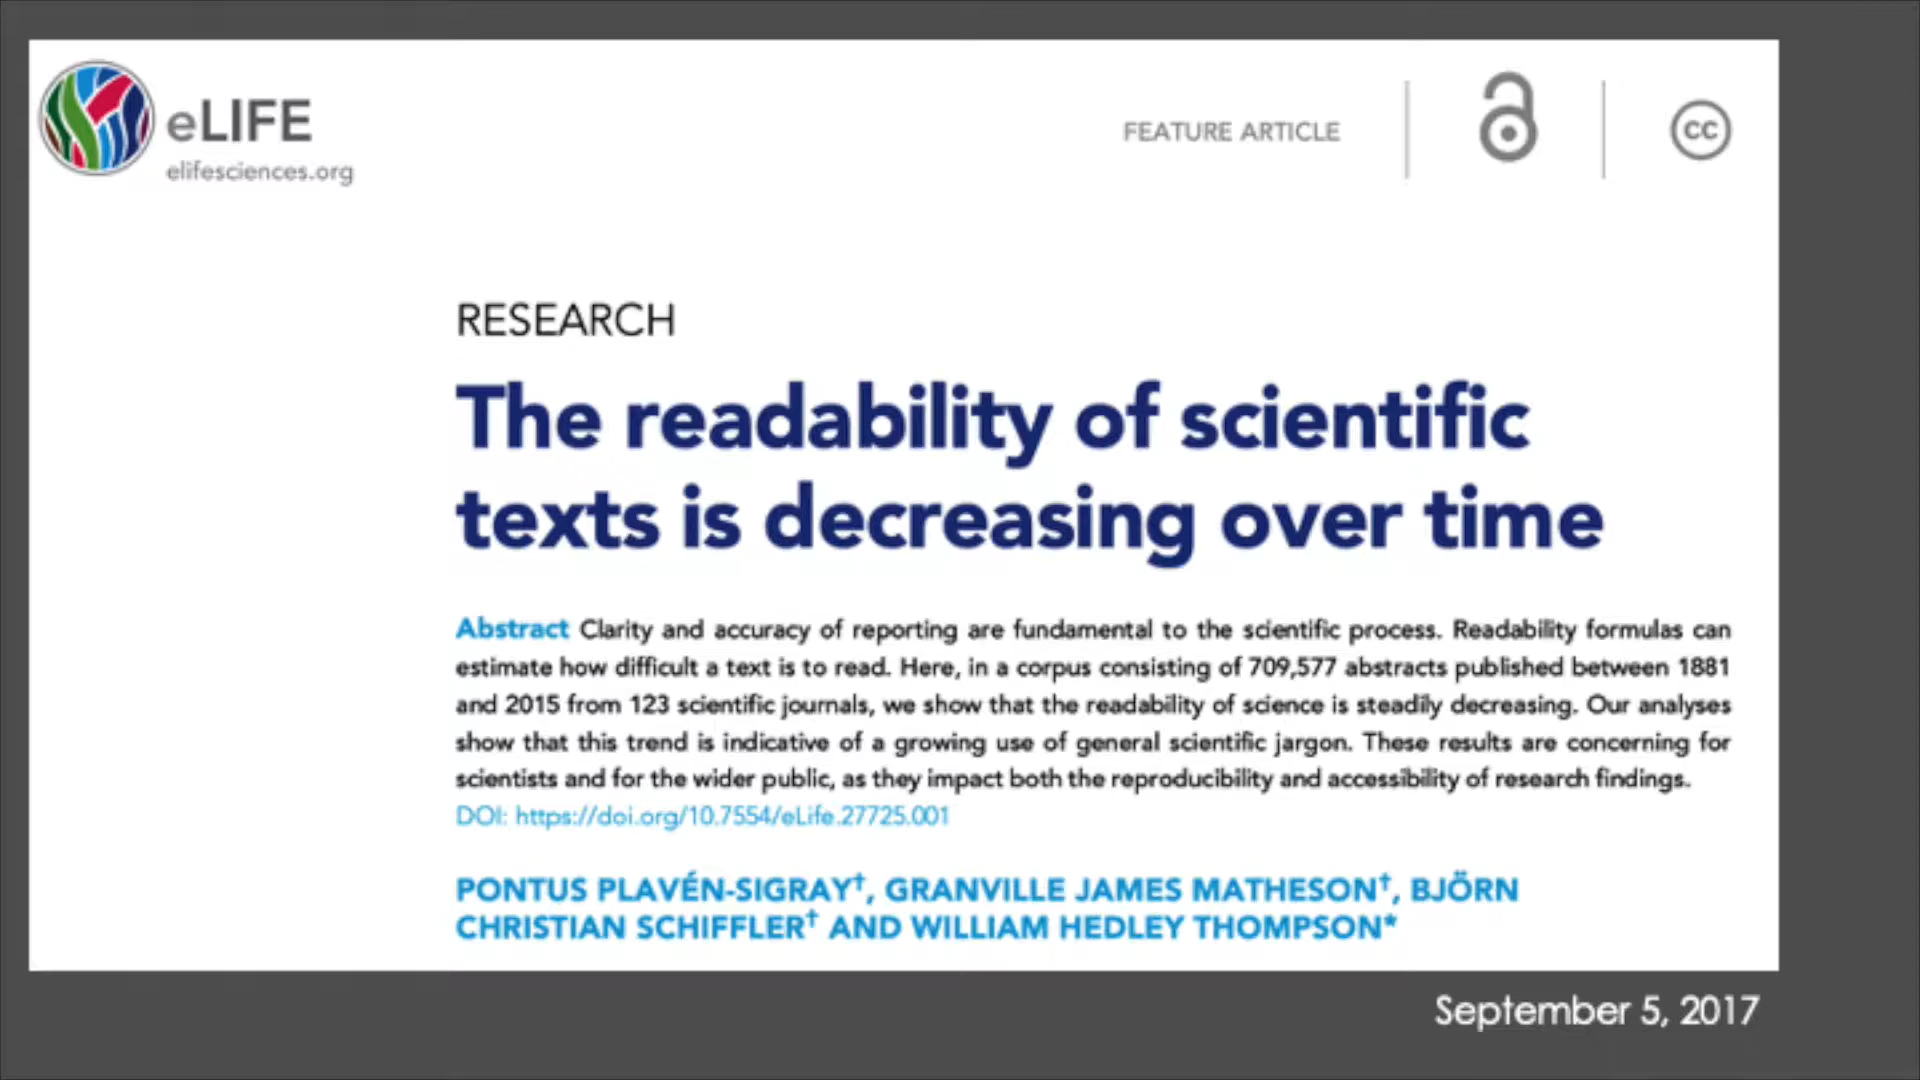 eLIFE
elifesciences.org
FEATURE ARTICLE
cc
RESEARCH
The readability of scientific
texts is decreasing over time
Abstract Clarity and accuracy of reporting are fundamental to the scientific process. Readability formulas can
estimate how difficult a text is to read. Here, in a corpus consisting of 709,577 abstracts published between 1881
and 2015 from 123 scientific journals, we show that the readability of science is steadily decreasing. Our analyses
show that this trend is indicative of a growing use of general scientific jargon. These results are concerning for
scientists and for the wider public, as they impact both the reproducibility and accessibility of research findings.
DOI: https://doi.org/10.7554/eLife.27725.001
PONTUS PLAVÉN-SIGRAY†, GRANVILLE JAMES MATHESON†, BJÖRN
CHRISTIAN SCHIFFLER† AND WILLIAM HEDLEY THOMPSON*
September 5, 2017